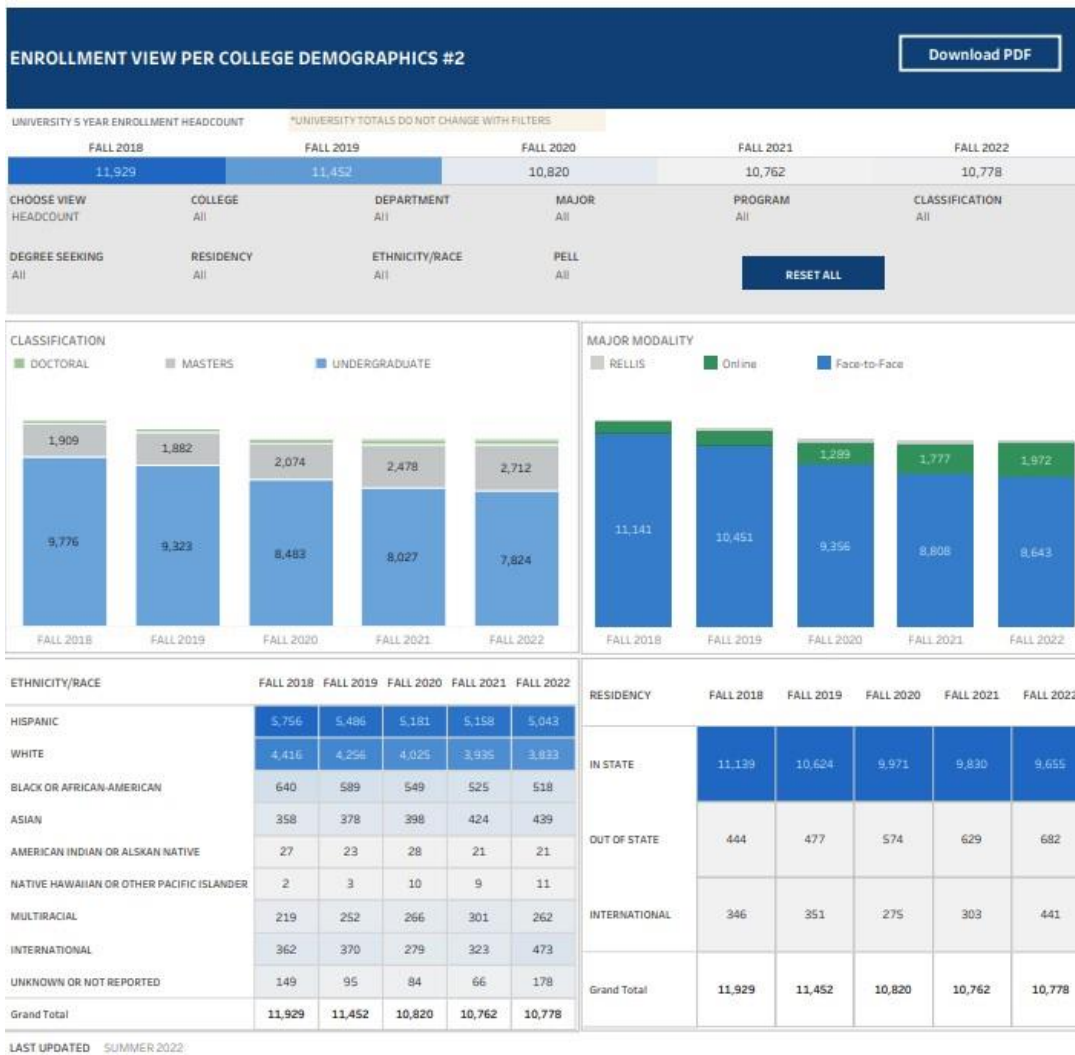 ENROLLMENT VIEW PER COLLEGE DEMOGRAPHICS #2
Download PDF
UNIVERSITY 5 YEAR ENROLLMENT HEADCOUNT *UNIVERSITY TOTALS DO NOT CHANGE WITH FILTERS
FALL 2018 FALL 2019 FALL 2020 FALL 2021 FALL 2022
11,929 11,452 10,820 10,762 10,778
CHOOSE VIEW COLLEGE DEPARTMENT MAJOR PROGRAM CLASSIFICATION
HEADCOUNT All All All All All
DEGREE SEEKING RESIDENCY ETHNICITY/RACE PELL
All All All All
RESET ALL
CLASSIFICATION
DOCTORAL MASTERS UNDERGRADUATE
1,909 1,882 2,074 2,478 2,712
9,776 9,323 8,483 8,027 7,824
FALL 2018 FALL 2019 FALL 2020 FALL 2021 FALL 2022
MAJOR MODALITY
RELLIS Online Face-to-Face
1,289 1,777 1,972
11,141 10,451 9,356 8,808 8,643
FALL 2018 FALL 2019 FALL 2020 FALL 2021 FALL 2022
ETHNICITY/RACE FALL 2018 FALL 2019 FALL 2020 FALL 2021 FALL 2022
HISPANIC 5,756 5,486 5,181 5,158 5,043
WHITE 4,416 4,256 4,025 3,935 3,833
BLACK OR AFRICAN-AMERICAN 640 589 549 525 518
ASIAN 358 378 398 424 439
AMERICAN INDIAN OR ALSKAN NATIVE 27 23 28 21 21
NATIVE HAWAIIAN OR OTHER PACIFIC ISLANDER 2 3 10 9 11
MULTIRACIAL 219 252 266 301 262
INTERNATIONAL 362 370 279 323 473
UNKNOWN OR NOT REPORTED 149 95 84 66 178
Grand Total 11,929 11,452 10,820 10,762 10,778
RESIDENCY FALL 2018 FALL 2019 FALL 2020 FALL 2021 FALL 2022
IN STATE 11,139 10,624 9,971 9,830 9,655
OUT OF STATE 444 477 574 629 682
INTERNATIONAL 346 351 275 303 441
Grand Total 11,929 11,452 10,820 10,762 10,778
LAST UPDATED SUMMER 2022